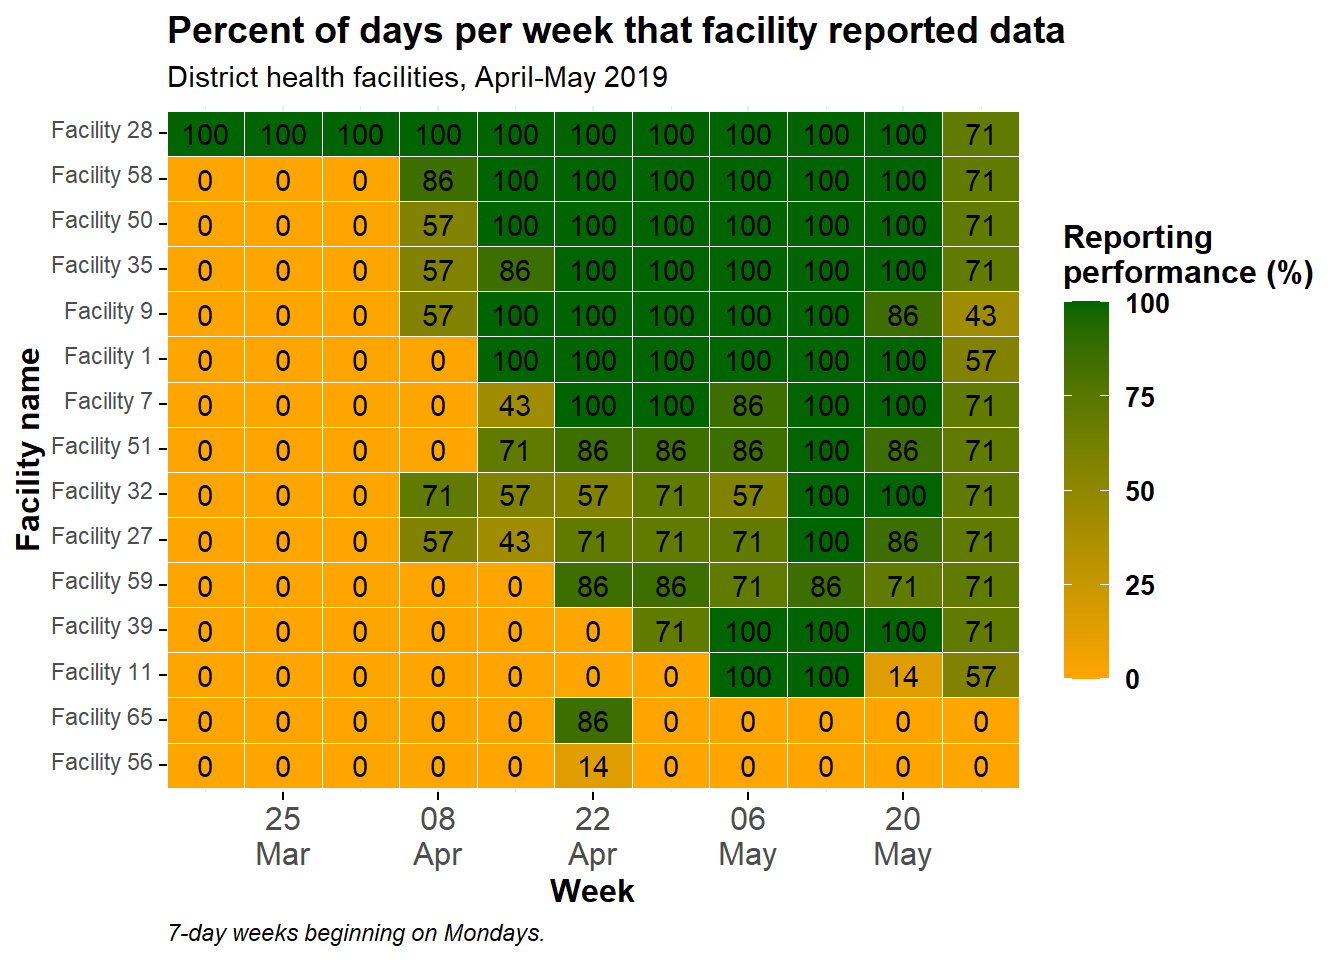 Percent of days per week that facility reported data
District health facilities, April-May 2019
Facility name
Facility 28 100 100 100 100 100 100 100 100 100 100 71
Facility 58 0 0 0 86 100 100 100 100 100 100 71
Facility 50 0 0 0 57 100 100 100 100 100 100 71
Facility 35 0 0 0 57 86 100 100 100 100 100 71
Facility 9 0 0 0 57 100 100 100 100 100 86 43
Facility 1 0 0 0 0 100 100 100 100 100 100 57
Facility 7 0 0 0 0 43 100 100 86 100 100 71
Facility 51 0 0 0 0 71 86 86 86 100 86 71
Facility 32 0 0 0 71 57 57 71 57 100 100 71
Facility 27 0 0 0 57 43 71 71 71 100 86 71
Facility 59 0 0 0 0 0 86 86 71 86 71 71
Facility 39 0 0 0 0 0 0 71 100 100 100 71
Facility 11 0 0 0 0 0 0 0 100 100 14 57
Facility 65 0 0 0 0 0 86 0 0 0 0 0
Facility 56 0 0 0 0 0 14 0 0 0 0 0
25 08 22 06 20
Mar Apr Apr May May
Week
7-day weeks beginning on Mondays.
Reporting
performance (%)
100
75
50
25
0